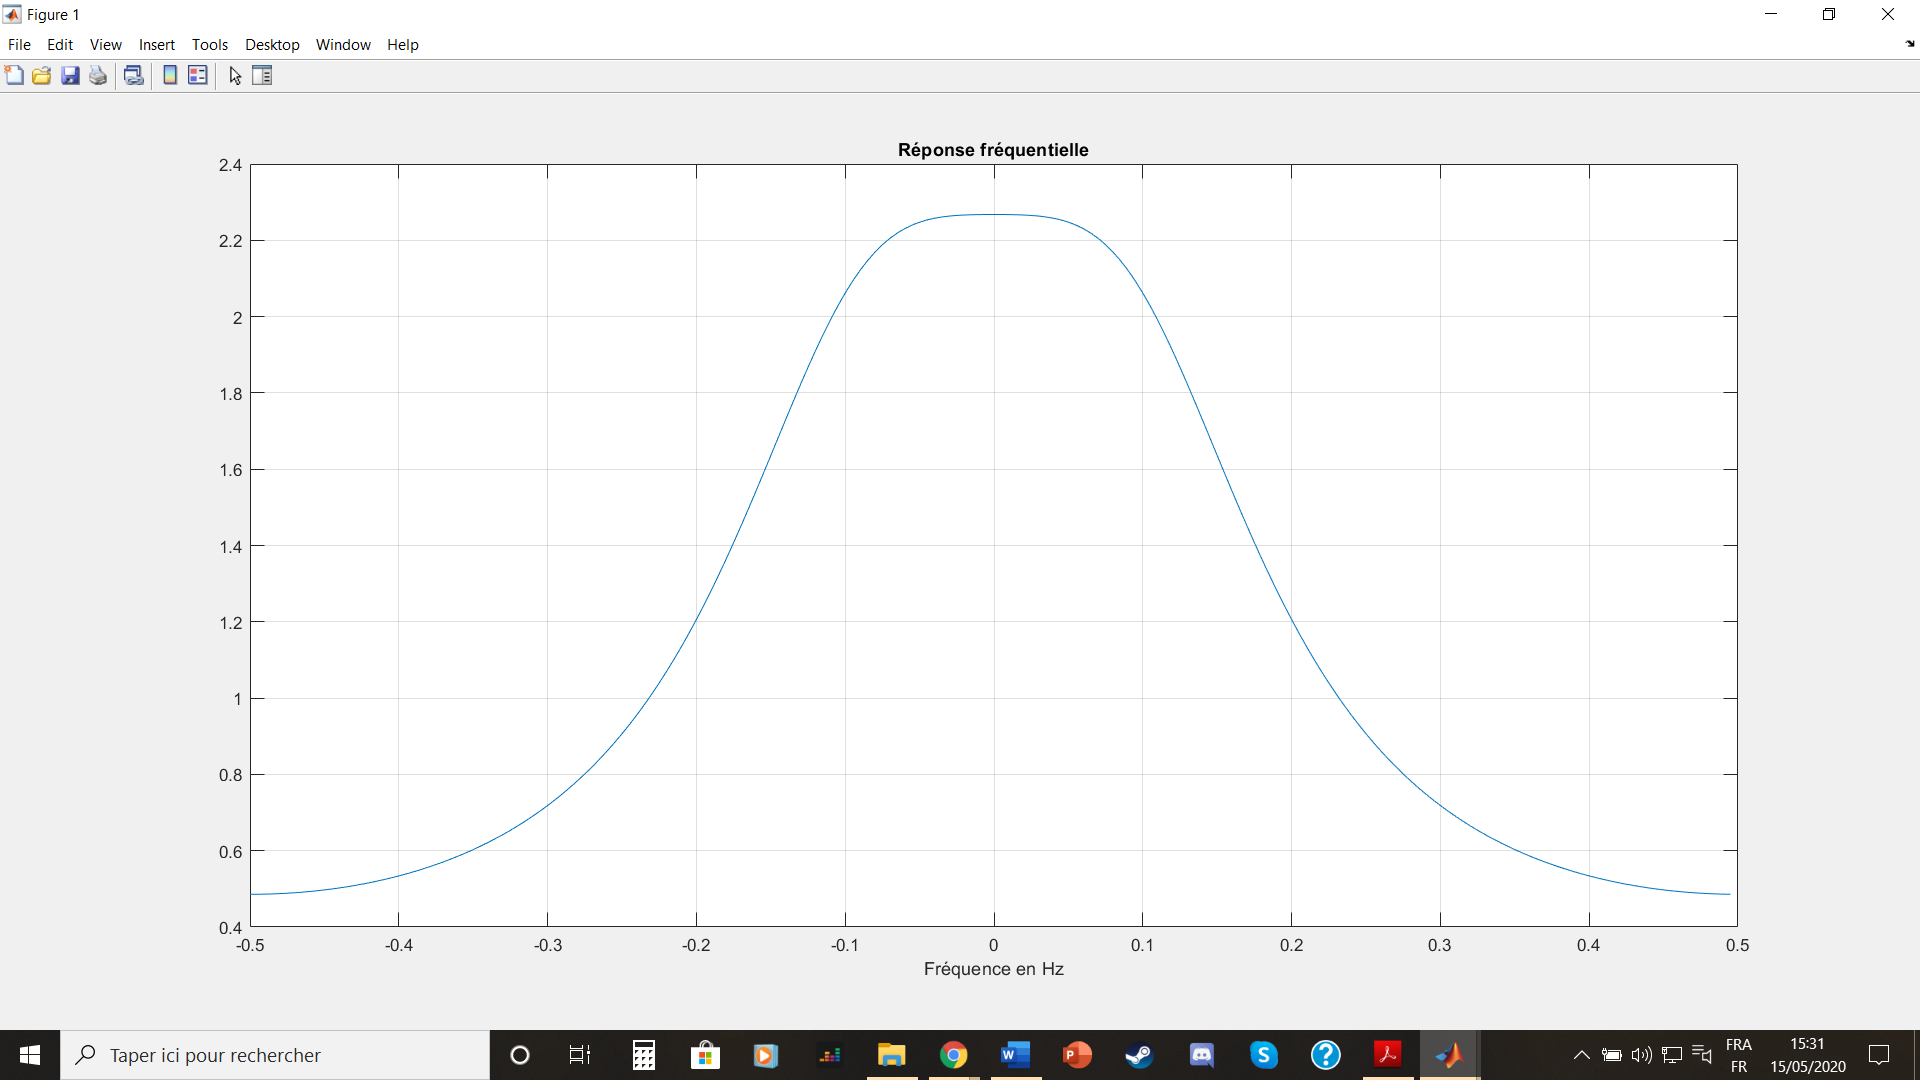 Figure 1
File Edit View Insert Tools Desktop Window Help
Réponse fréquentielle
2.4
2.2
2
1.8
1.6
1.4
1.2
1
0.8
0.6
0.4
-0.5 -0.4 -0.3 -0.2 -0.1 0 0.1 0.2 0.3 0.4 0.5
Fréquence en Hz
Taper ici pour rechercher
W
P
S
?
FRA
FR
15:31
15/05/2020